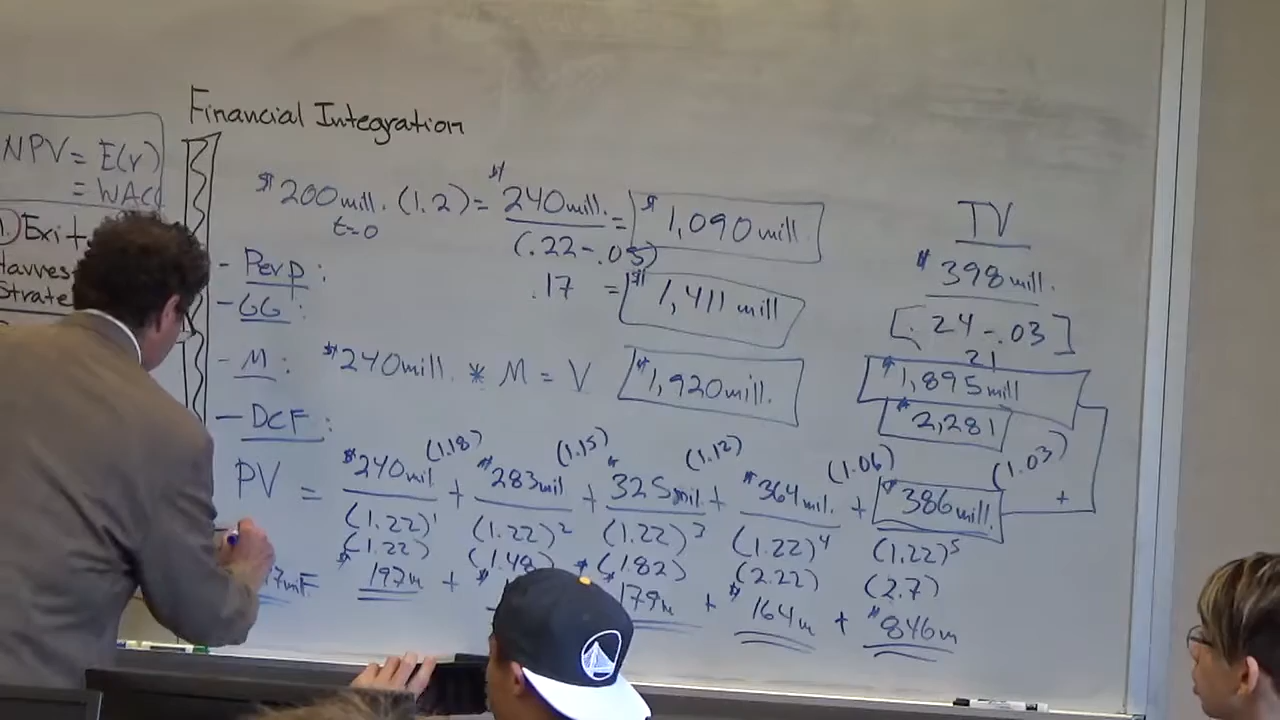 Financial Integration
NPV = E(r)
= WACC
1. Exit
Harves
Strate
$200mill. (1.2) = $240mill. = $1,090mill
t=0
(.22-.05)
- Perp:
.17 = $1,411 mill
- GG:
- M: $240mill. * M = V $1,920mill.
- DCF:
TV
$398mill.
[.24-.03]
.21
$1,895mill
$2,281
(1.18) (1.15) (1.12) (1.06) (1.03)
PV = $240mil + $283mil + $325mil + $364mil. + $386mill. +
(1.22)¹ (1.22)² (1.22)³ (1.22)⁴ (1.22)⁵
(1.22) (1.48) (1.82) (2.22) (2.7)
$197m + $ 179m + $164m + $846m